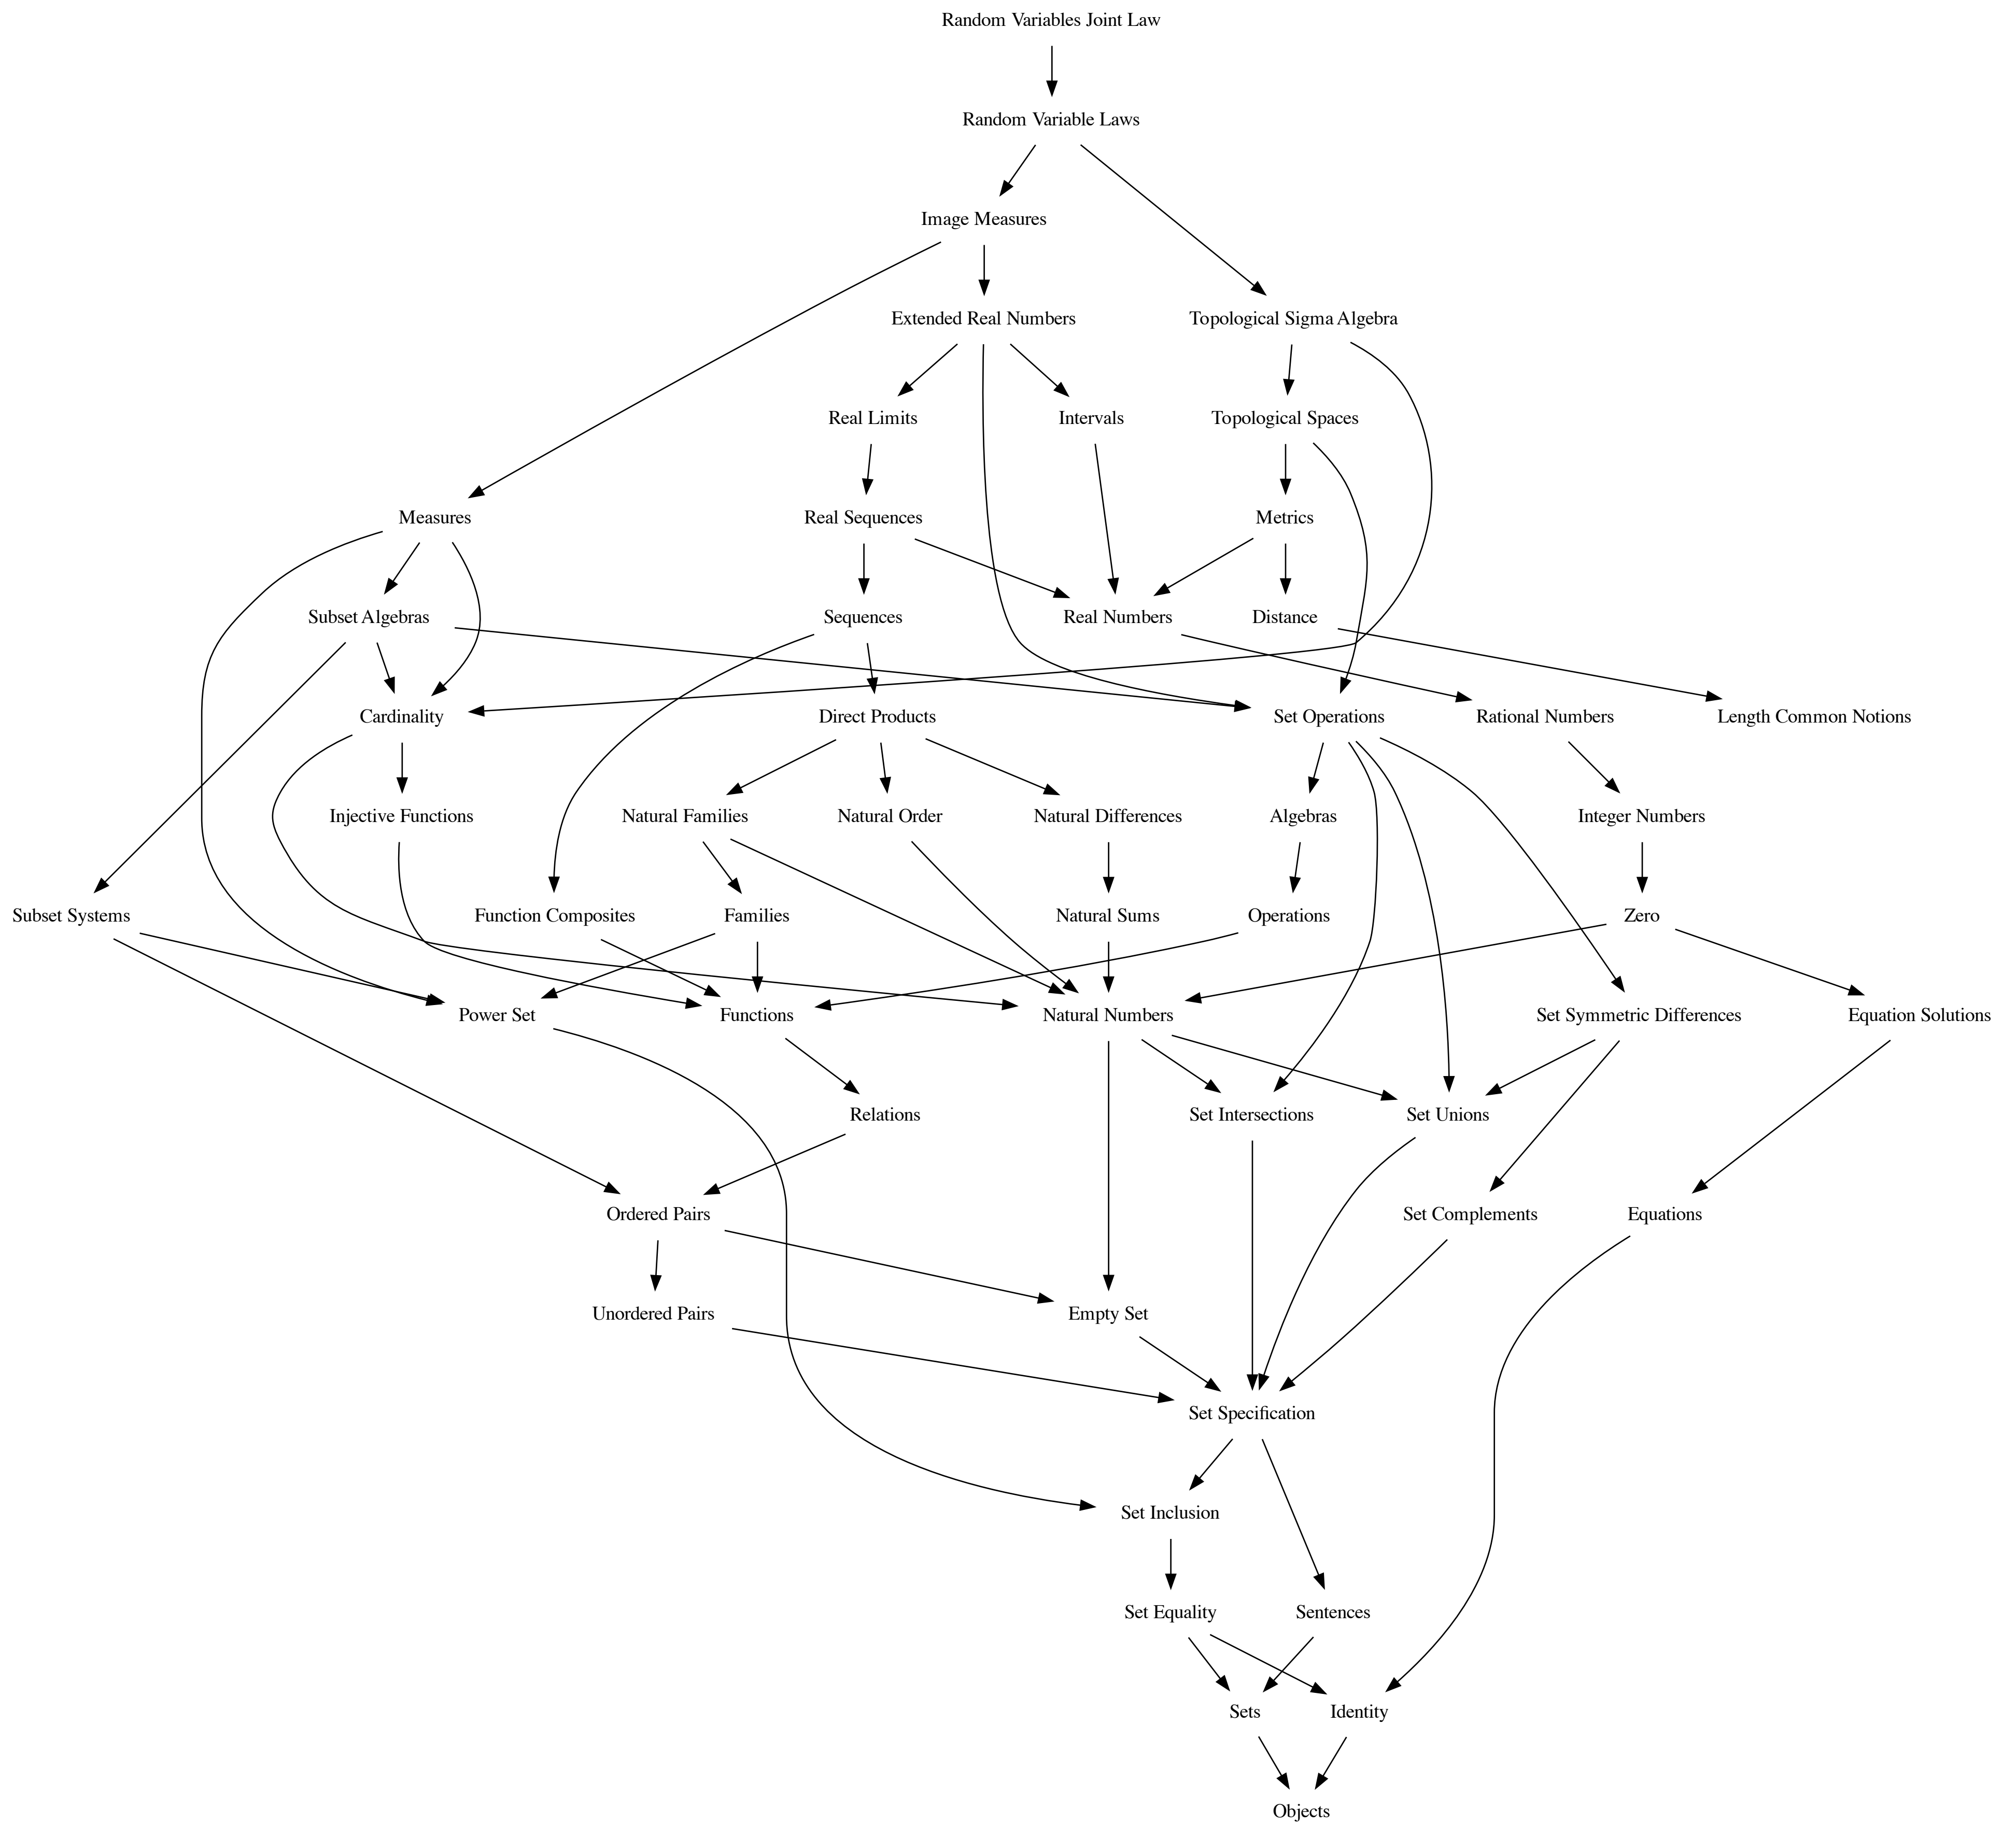 Random Variables Joint Law
Random Variable Laws
Image Measures
Extended Real Numbers
Topological Sigma Algebra
Real Limits
Intervals
Topological Spaces
Measures
Real Sequences
Metrics
Subset Algebras
Sequences
Real Numbers
Distance
Cardinality
Direct Products
Set Operations
Rational Numbers
Length Common Notions
Injective Functions
Natural Families
Natural Order
Natural Differences
Algebras
Integer Numbers
Subset Systems
Function Composites
Families
Natural Sums
Operations
Zero
Power Set
Functions
Natural Numbers
Set Symmetric Differences
Equation Solutions
Relations
Set Intersections
Set Unions
Ordered Pairs
Set Complements
Equations
Unordered Pairs
Empty Set
Set Specification
Set Inclusion
Set Equality
Sentences
Sets
Identity
Objects